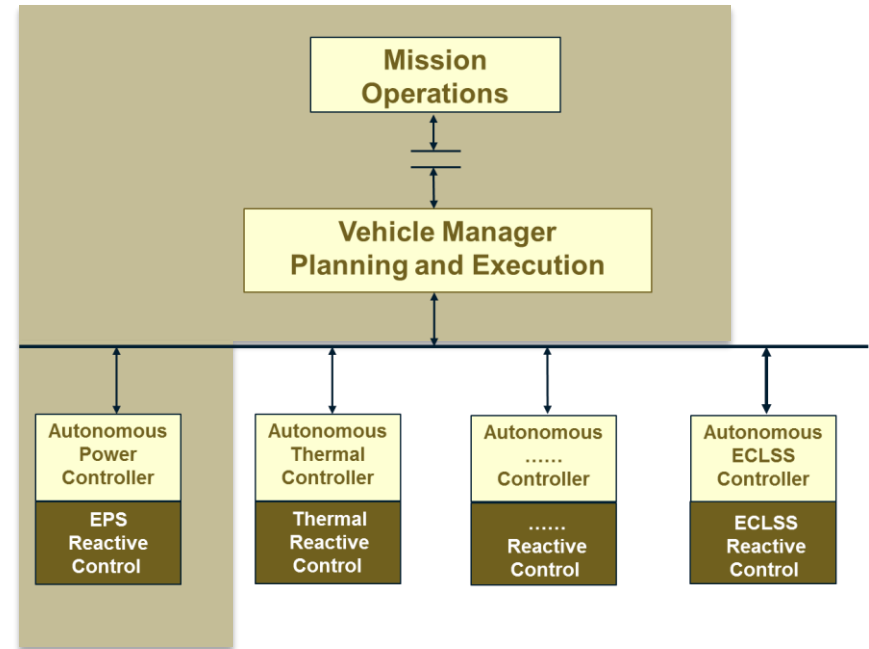 Mission
Operations
Vehicle Manager
Planning and Execution
Autonomous
Power
Controller
EPS
Reactive
Control
Autonomous
Thermal
Controller
Thermal
Reactive
Control
Autonomous
......
Controller
......
Reactive
Control
Autonomous
ECLSS
Controller
ECLSS
Reactive
Control